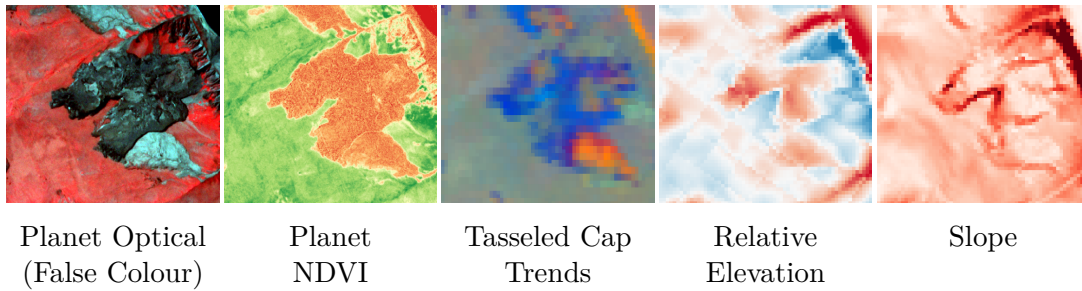 Planet Optical
(False Colour)
Planet
NDVI
Tasseled Cap
Trends
Relative
Elevation
Slope